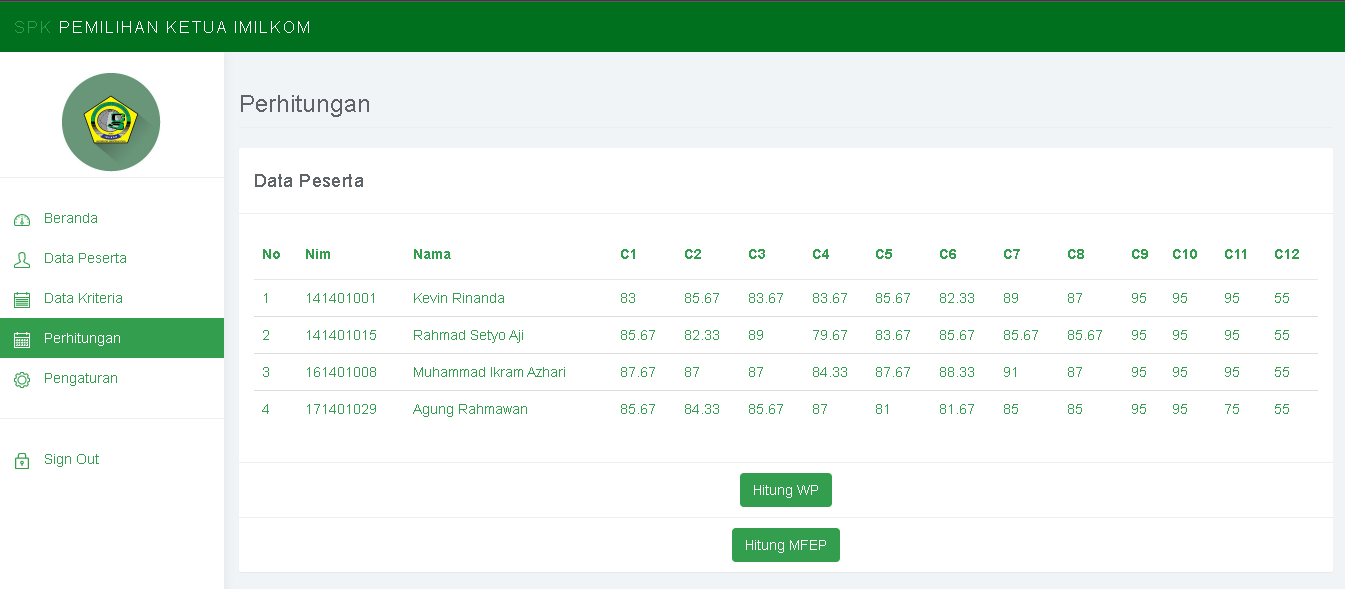 SPK PEMILIHAN KETUA IMILKOM
Perhitungan
Data Peserta
Beranda
Data Peserta
Data Kriteria
Perhitungan
Pengaturan
Sign Out
No Nim Nama C1 C2 C3 C4 C5 C6 C7 C8 C9 C10 C11 C12
1 141401001 Kevin Rinanda 83 85.67 83.67 83.67 85.67 82.33 89 87 95 95 95 55
2 141401015 Rahmad Setyo Aji 85.67 82.33 89 79.67 83.67 85.67 85.67 85.67 95 95 95 55
3 161401008 Muhammad Ikram Azhari 87.67 87 87 84.33 87.67 88.33 91 87 95 95 95 55
4 171401029 Agung Rahmawan 85.67 84.33 85.67 87 81 81.67 85 85 95 95 75 55
Hitung WP
Hitung MFEP